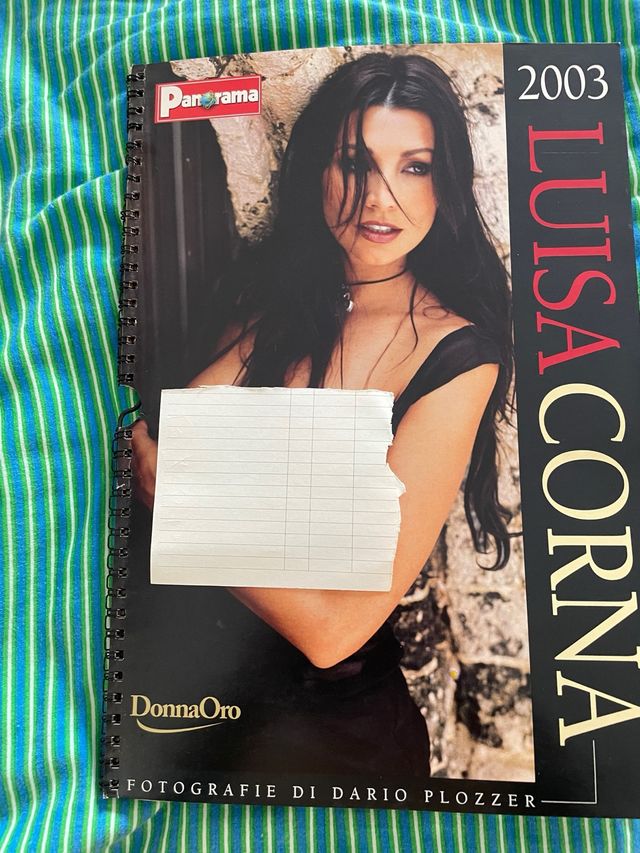 Panorama
2003
LUISA CORNA
DonnaOro
FOTOGRAFIE DI DARIO PLOZZER